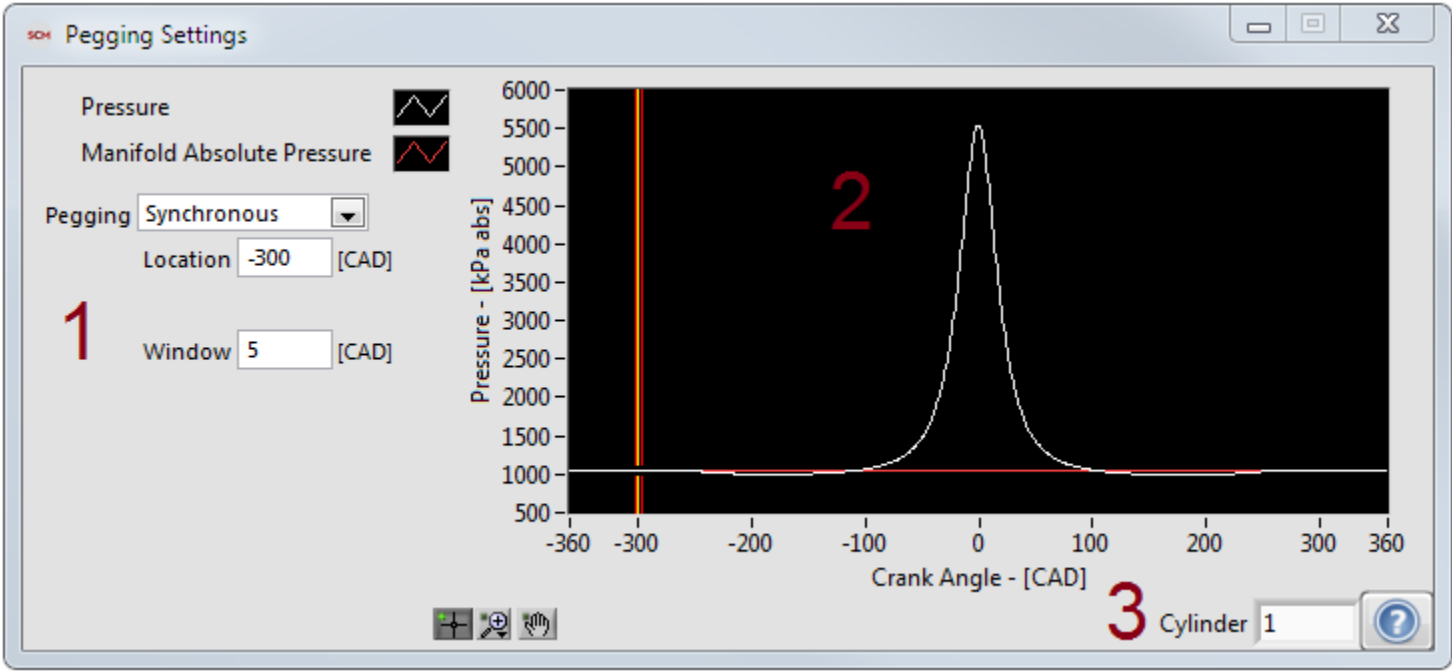 SCM Pegging Settings
Pressure
Manifold Absolute Pressure
Pegging Synchronous
Location -300 [CAD]
1
Window 5 [CAD]
Pressure - [kPa abs]
6000
5500
5000
4500
4000
3500
3000
2500
2000
1500
1000
500
2
-360 -300 -200 -100 0 100 200 300 360
Crank Angle - [CAD]
3 Cylinder 1 ?